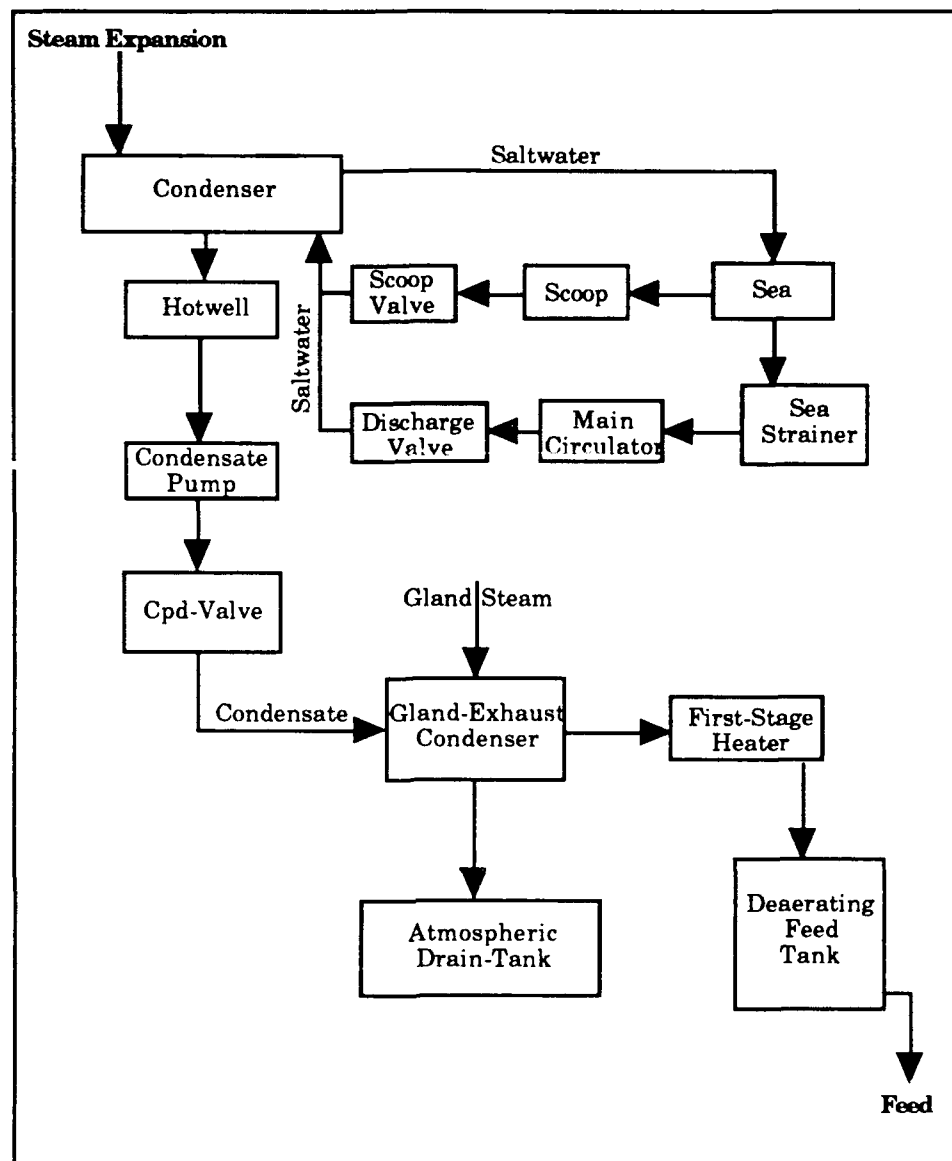 Steam Expansion
Saltwater
Condenser
Scoop
Valve
Scoop
Sea
Hotwell
Saltwater
Discharge
Valve
Main
Circulator
Sea
Strainer
Condensate
Pump
Cpd-Valve
Gland Steam
Condensate
Gland-Exhaust
Condenser
First-Stage
Heater
Atmospheric
Drain-Tank
Deaerating
Feed
Tank
Feed